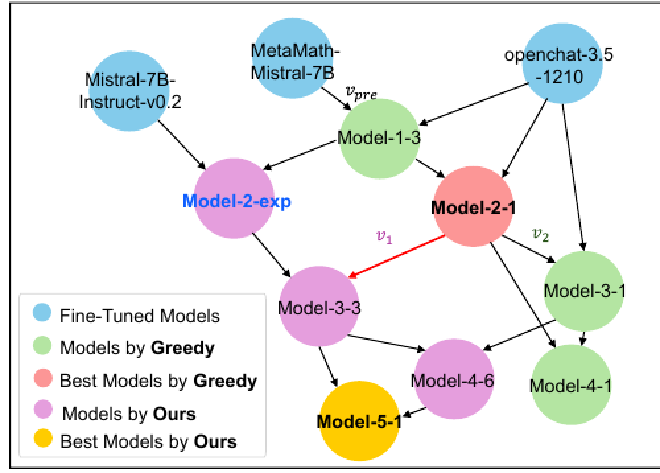 MetaMath-
Mistral-7B
openchat-3.5
-1210
Mistral-7B-
Instruct-v0.2
v_pre
Model-1-3
Model-2-exp
Model-2-1
v_1
v_2
Model-3-3
Model-3-1
Fine-Tuned Models
Models by Greedy
Best Models by Greedy
Models by Ours
Best Models by Ours
Model-4-6
Model-4-1
Model-5-1